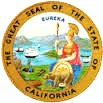 THE GREAT SEAL OF THE STATE OF CALIFORNIA
EUREKA